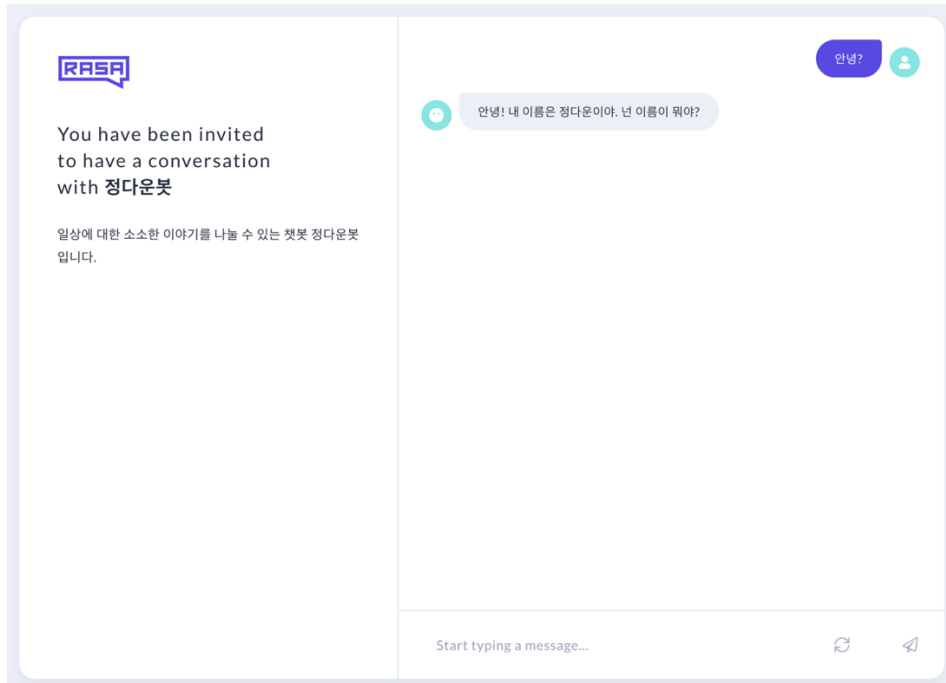 RASA
You have been invited
to have a conversation
with 정다운봇
일상에 대한 소소한 이야기를 나눌 수 있는 챗봇 정다운봇
입니다.
안녕?
안녕! 내 이름은 정다운이야. 넌 이름이 뭐야?
Start typing a message...